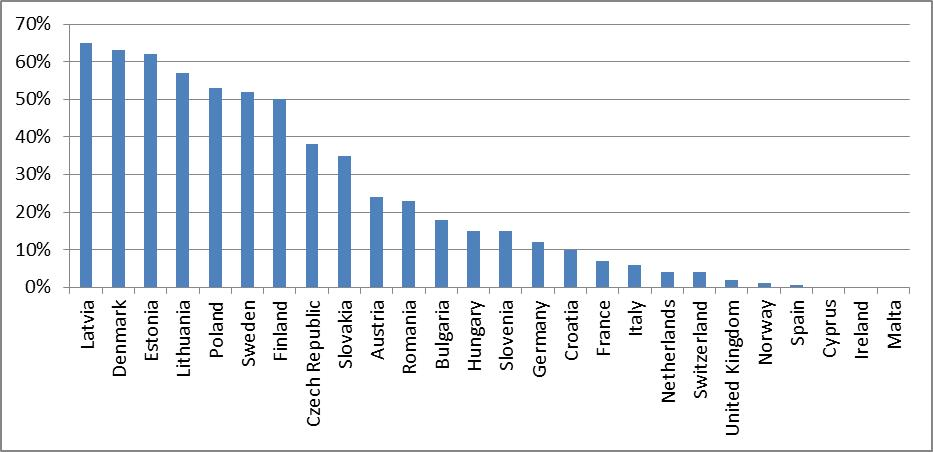 70%
60%
50%
40%
30%
20%
10%
0%
Latvia
Denmark
Estonia
Lithuania
Poland
Sweden
Finland
Czech Republic
Slovakia
Austria
Romania
Bulgaria
Hungary
Slovenia
Germany
Croatia
France
Italy
Netherlands
Switzerland
United Kingdom
Norway
Spain
Cyprus
Ireland
Malta